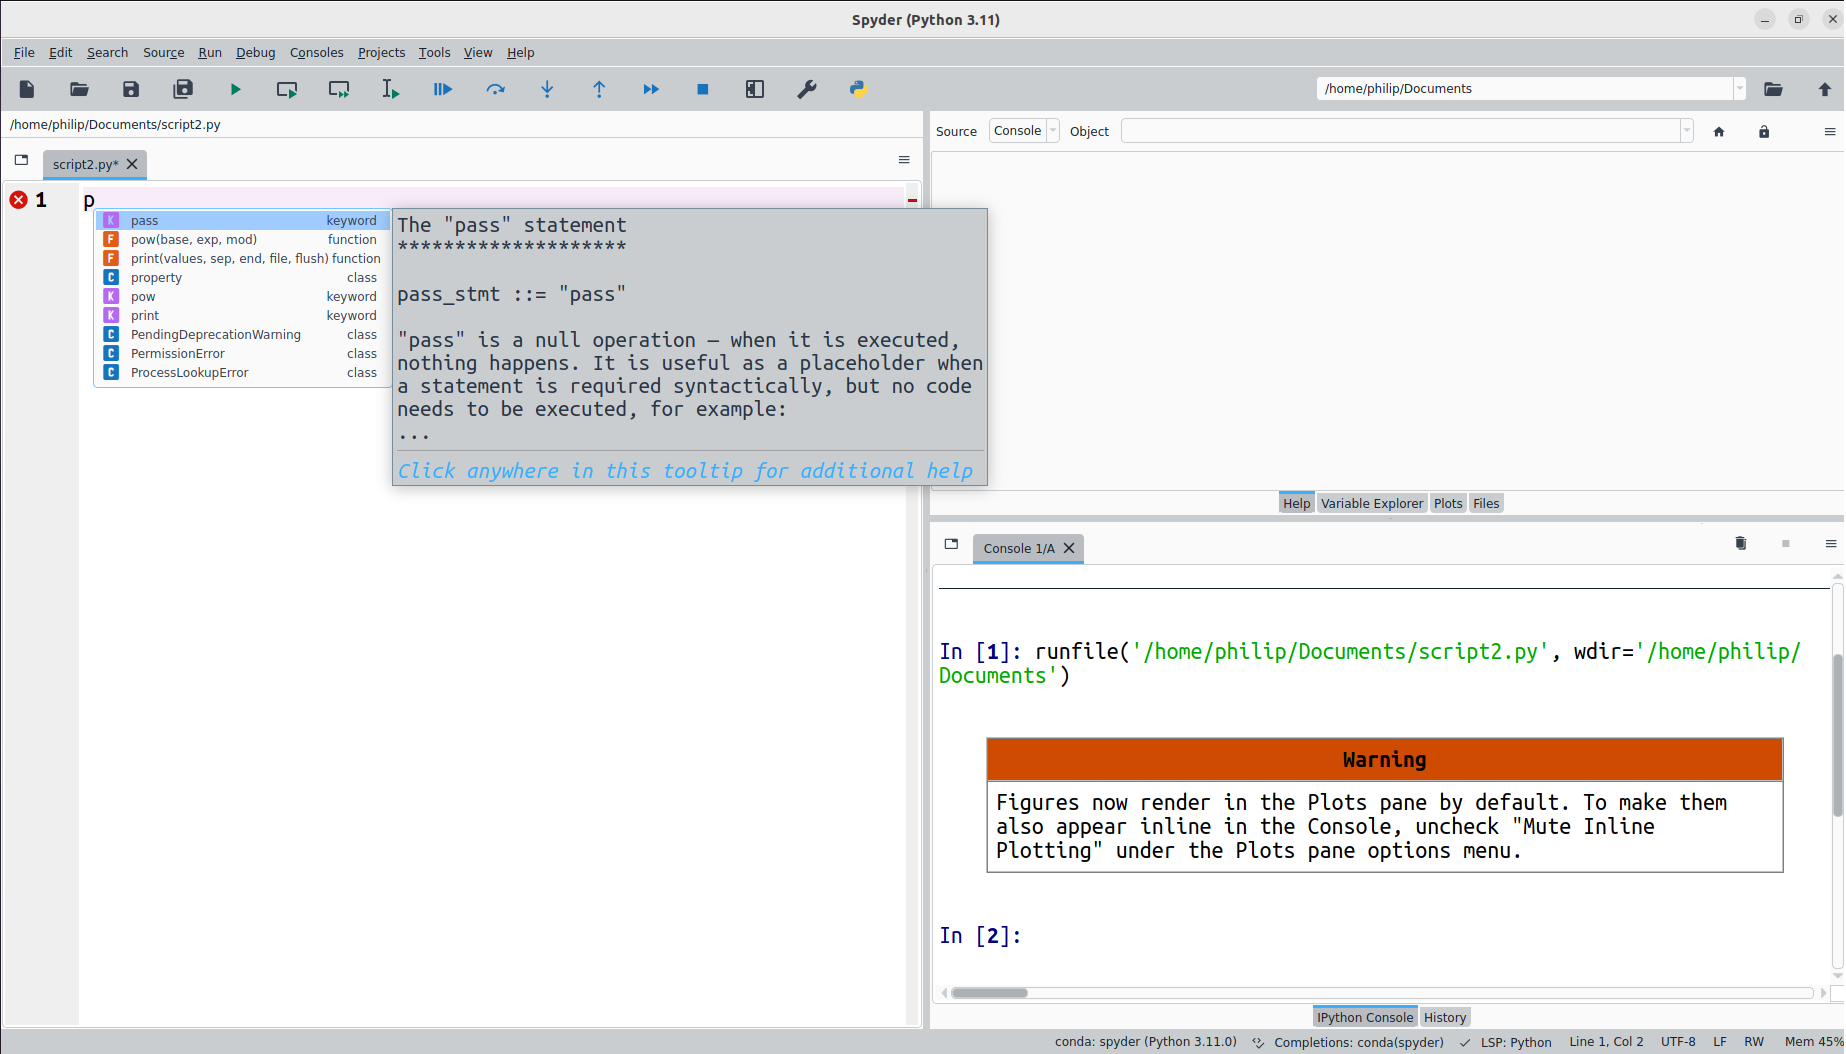 Spyder (Python 3.11)
File Edit Search Source Run Debug Consoles Projects Tools View Help
/home/philip/Documents
/home/philip/Documents/script2.py
script2.py*
1 p
K pass keyword
F pow(base, exp, mod) function
F print(values, sep, end, file, flush) function
C property class
K pow keyword
K print keyword
C PendingDeprecationWarning class
C PermissionError class
C ProcessLookupError class
The "pass" statement
********************
pass_stmt ::= "pass"
"pass" is a null operation — when it is executed,
nothing happens. It is useful as a placeholder when
a statement is required syntactically, but no code
needs to be executed, for example:
...
Click anywhere in this tooltip for additional help
Source Console Object
Help Variable Explorer Plots Files
Console 1/A
In [1]: runfile('/home/philip/Documents/script2.py', wdir='/home/philip/
Documents')
Warning
Figures now render in the Plots pane by default. To make them
also appear inline in the Console, uncheck "Mute Inline
Plotting" under the Plots pane options menu.
In [2]:
IPython Console History
conda: spyder (Python 3.11.0) Completions: conda(spyder) LSP: Python Line 1, Col 2 UTF-8 LF RW Mem 45%